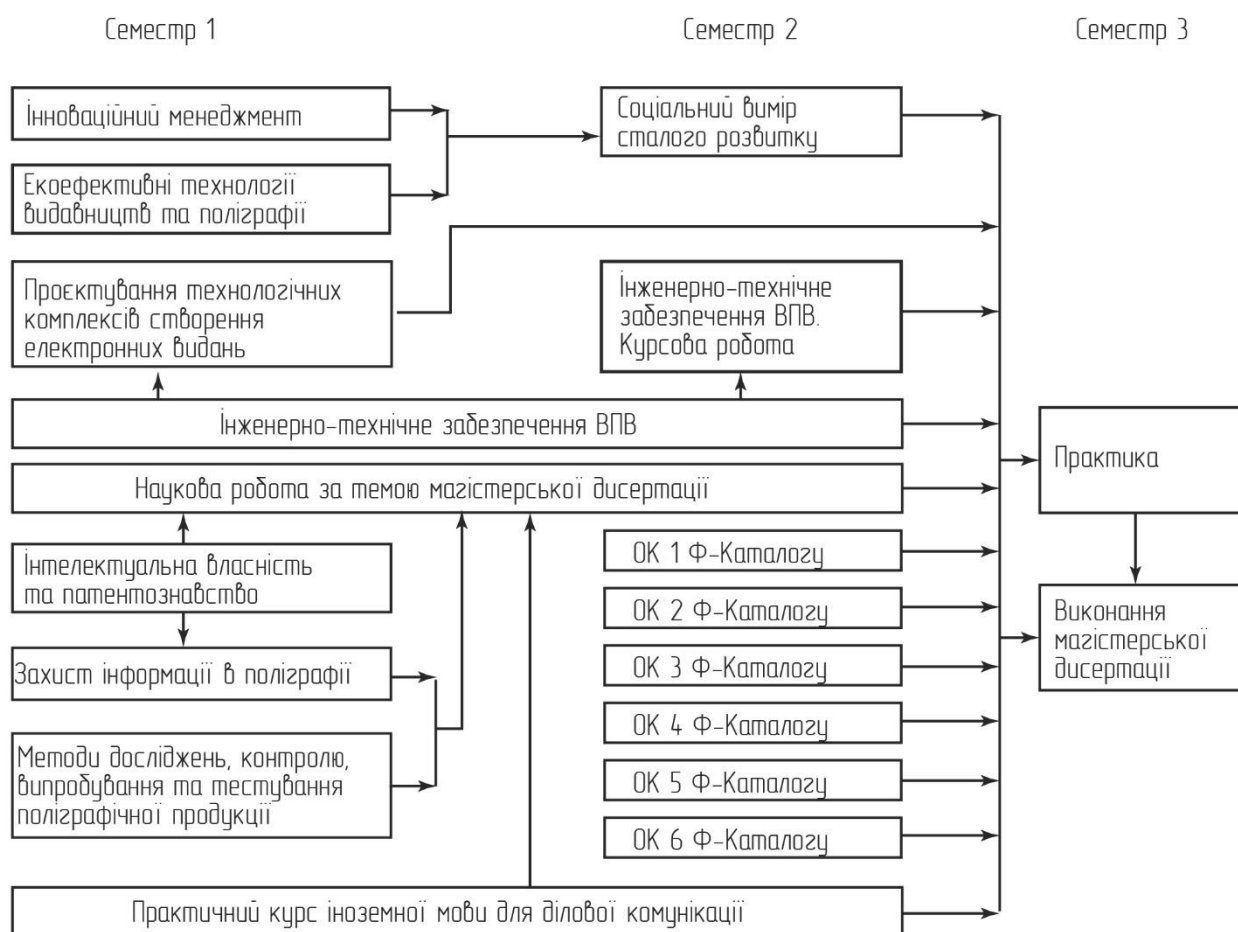 Семестр 1
Семестр 2
Семестр 3
Інноваційний менеджмент
Соціальний вимір
сталого розвитку
Екоефективні технології
видавництв та поліграфії
Проєктування технологічних
комплексів створення
електронних видань
Інженерно-технічне
забезпечення ВПВ.
Курсова робота
Інженерно-технічне забезпечення ВПВ
Практика
Наукова робота за темою магістерської дисертації
ОК 1 Ф-Каталогу
Інтелектуальна власність
та патентознавство
ОК 2 Ф-Каталогу
Виконання
магістерської
дисертації
Захист інформації в поліграфії
ОК 3 Ф-Каталогу
ОК 4 Ф-Каталогу
Методи досліджень, контролю,
випробування та тестування
поліграфічної продукції
ОК 5 Ф-Каталогу
ОК 6 Ф-Каталогу
Практичний курс іноземної мови для ділової комунікації